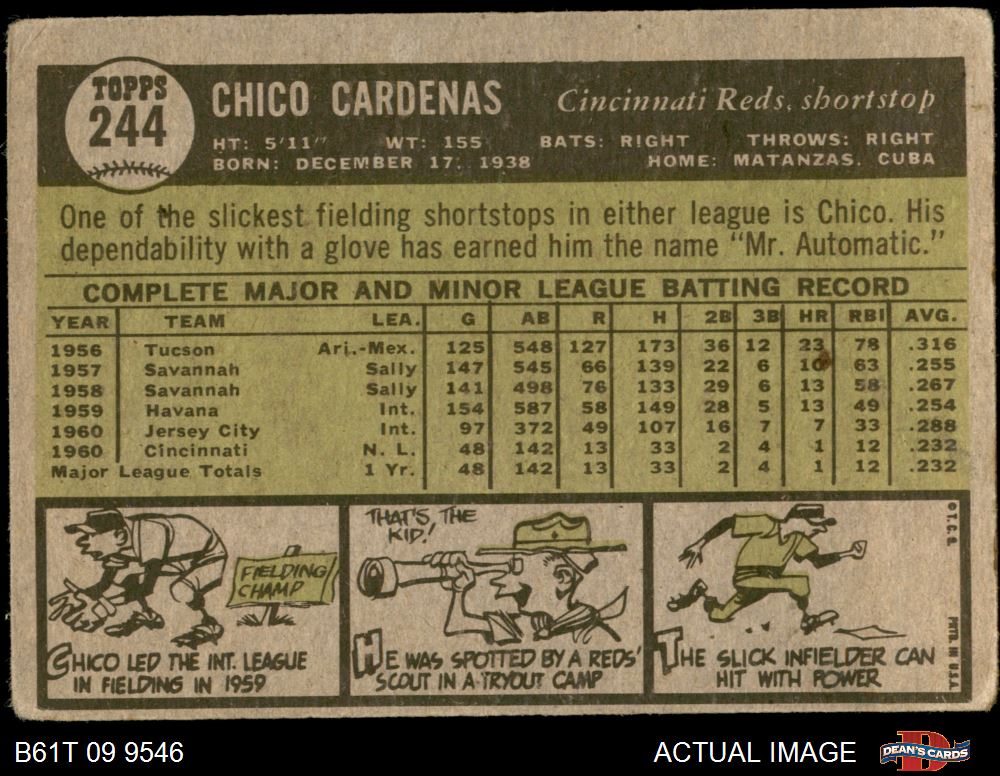 TOPPS
244
CHICO CARDENAS
Cincinnati Reds, shortstop
HT: 5'11" WT: 155 BATS: RIGHT THROWS: RIGHT
BORN: DECEMBER 17, 1938 HOME: MATANZAS, CUBA
One of the slickest fielding shortstops in either league is Chico. His
dependability with a glove has earned him the name "Mr. Automatic."
COMPLETE MAJOR AND MINOR LEAGUE BATTING RECORD
YEAR TEAM LEA. G AB R H 2B 3B HR RBI AVG.
1956 Tucson Ari.-Mex. 125 548 127 173 36 12 23 78 .316
1957 Savannah Sally 147 545 66 139 22 6 10 63 .255
1958 Savannah Sally 141 498 76 133 29 6 13 58 .267
1959 Havana Int. 154 587 58 149 28 5 13 49 .254
1960 Jersey City Int. 97 372 49 107 16 7 7 33 .288
1960 Cincinnati N. L. 48 142 13 33 2 4 1 12 .232
Major League Totals 1 Yr. 48 142 13 33 2 4 1 12 .232
FIELDING
CHAMP
CHICO LED THE INT. LEAGUE
IN FIELDING IN 1959
THAT'S THE
KID!
HE WAS SPOTTED BY A REDS'
SCOUT IN A TRYOUT CAMP
THE SLICK INFIELDER CAN
HIT WITH POWER
© T. C. G.
PRTD. IN U.S.A.
B61T 09 9546
ACTUAL IMAGE
DEAN'S CARDS